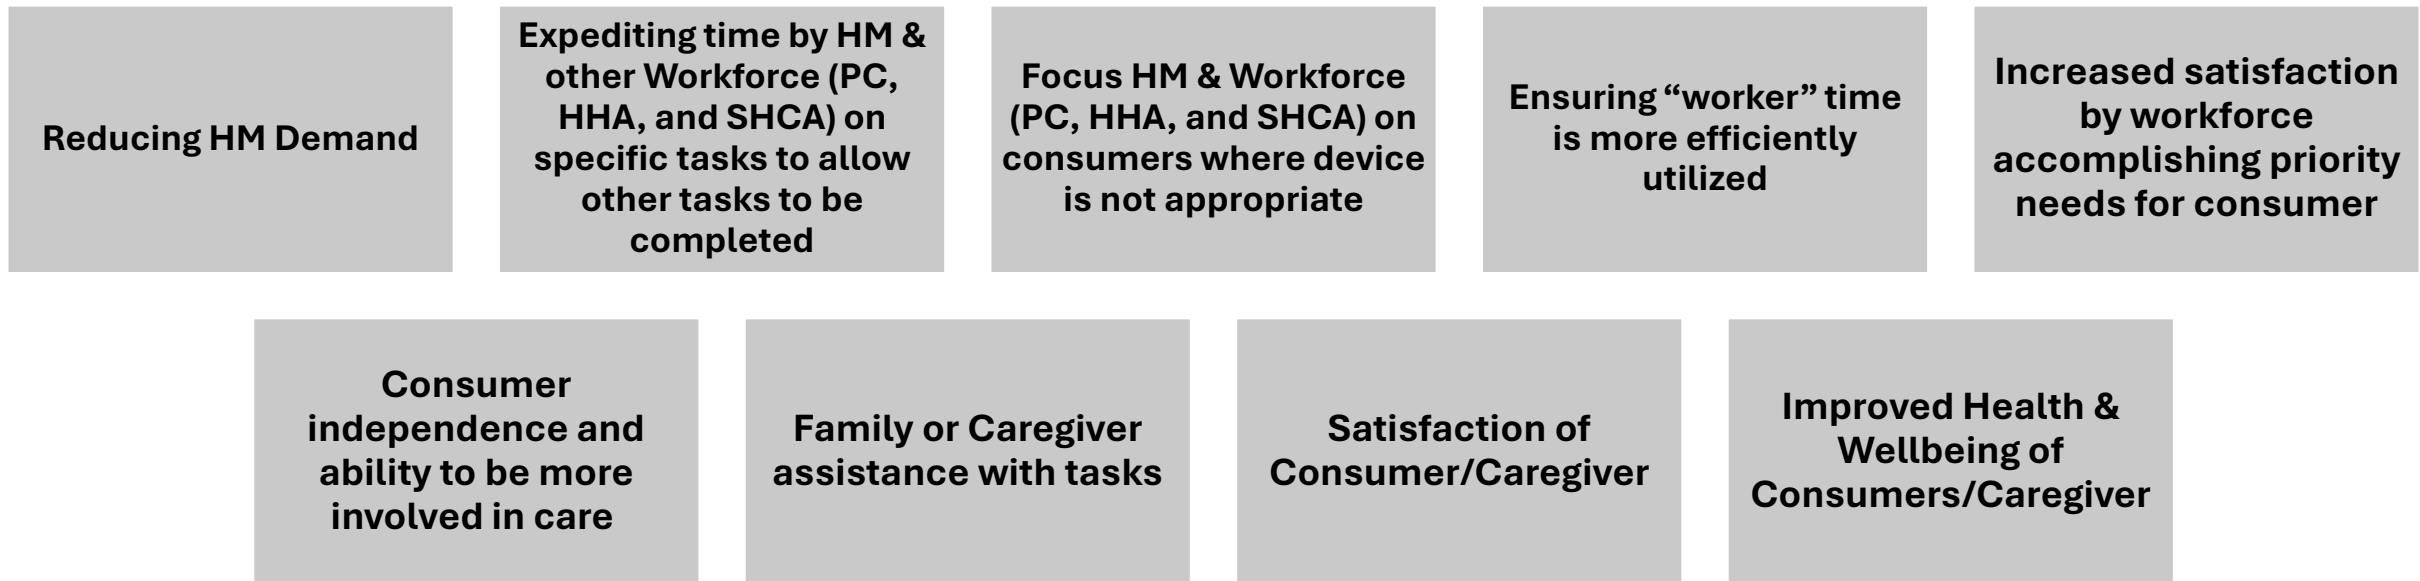 Reducing HM Demand
Expediting time by HM &
other Workforce (PC,
HHA, and SHCA) on
specific tasks to allow
other tasks to be
completed
Focus HM & Workforce
(PC, HHA, and SHCA) on
consumers where device
is not appropriate
Ensuring “worker” time
is more efficiently
utilized
Increased satisfaction
by workforce
accomplishing priority
needs for consumer
Consumer
independence and
ability to be more
involved in care
Family or Caregiver
assistance with tasks
Satisfaction of
Consumer/Caregiver
Improved Health &
Wellbeing of
Consumers/Caregiver